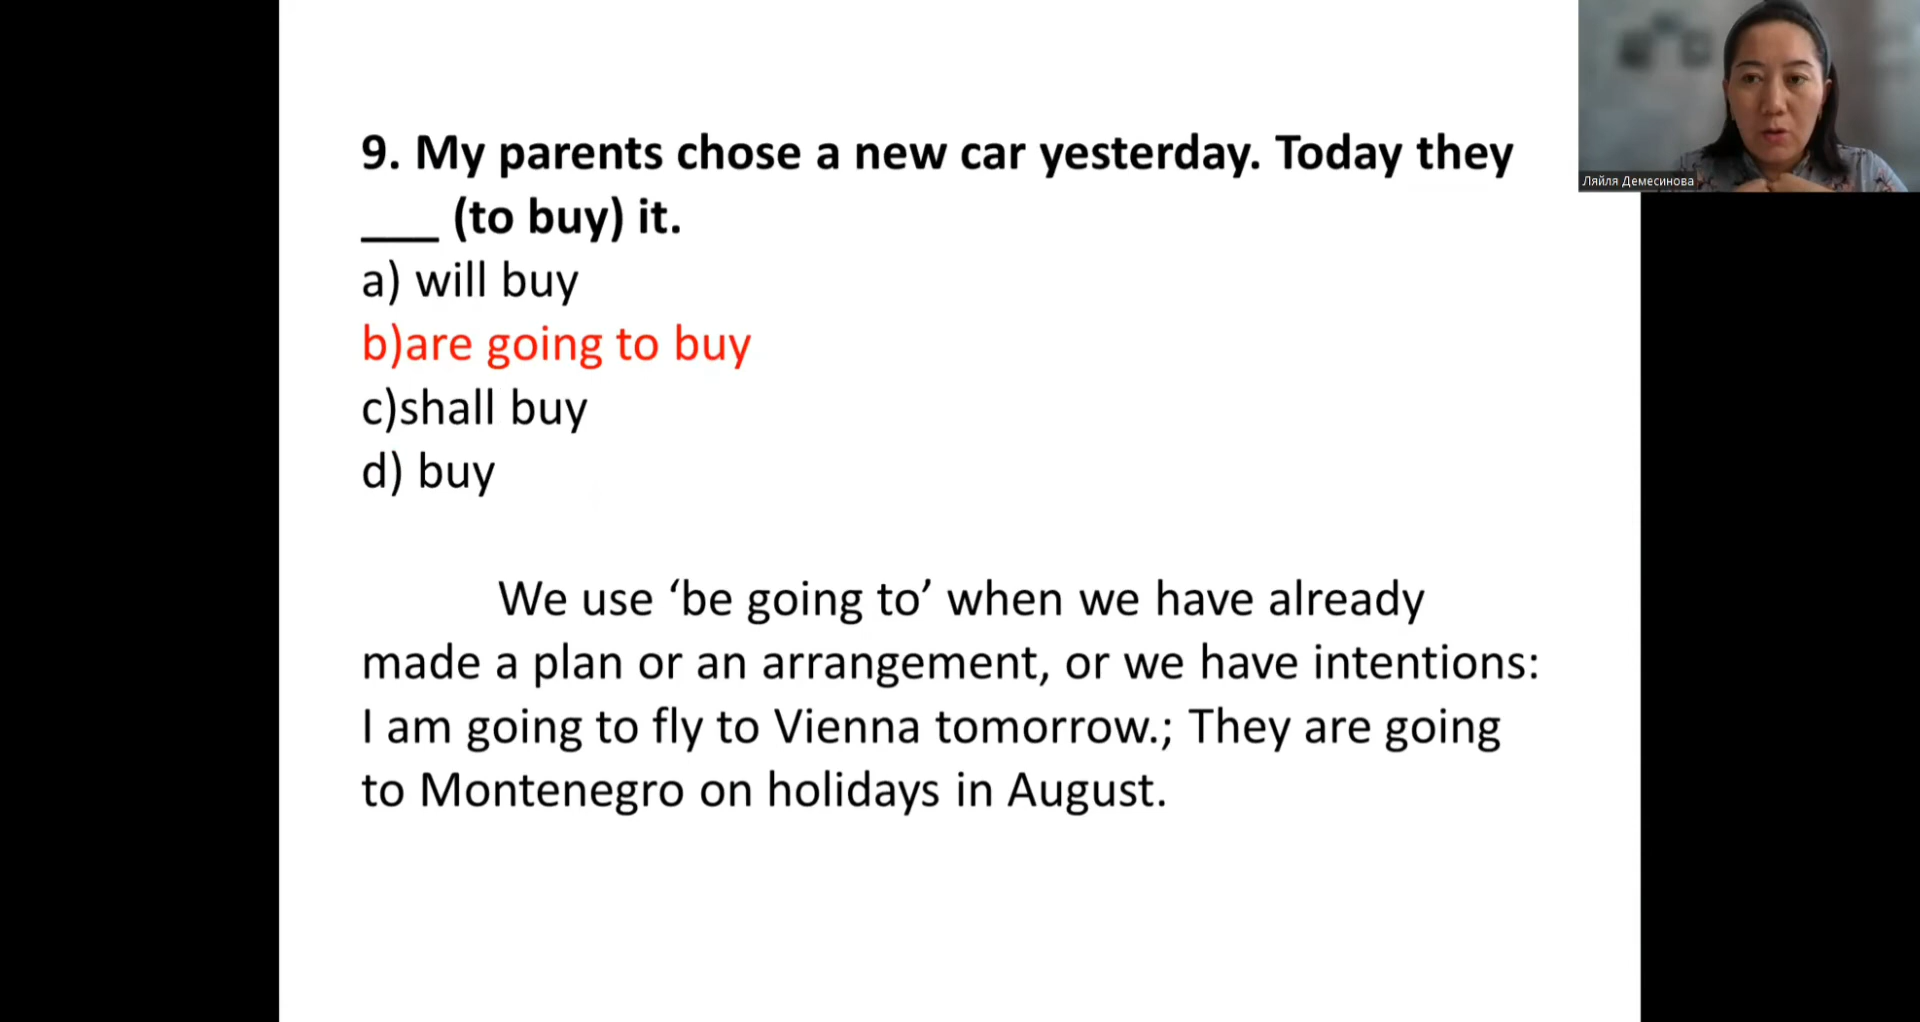 9. My parents chose a new car yesterday. Today they
___ (to buy) it.
a) will buy
b)are going to buy
c)shall buy
d) buy
We use ‘be going to’ when we have already
made a plan or an arrangement, or we have intentions:
I am going to fly to Vienna tomorrow.; They are going
to Montenegro on holidays in August.
Ляйля Демесинова